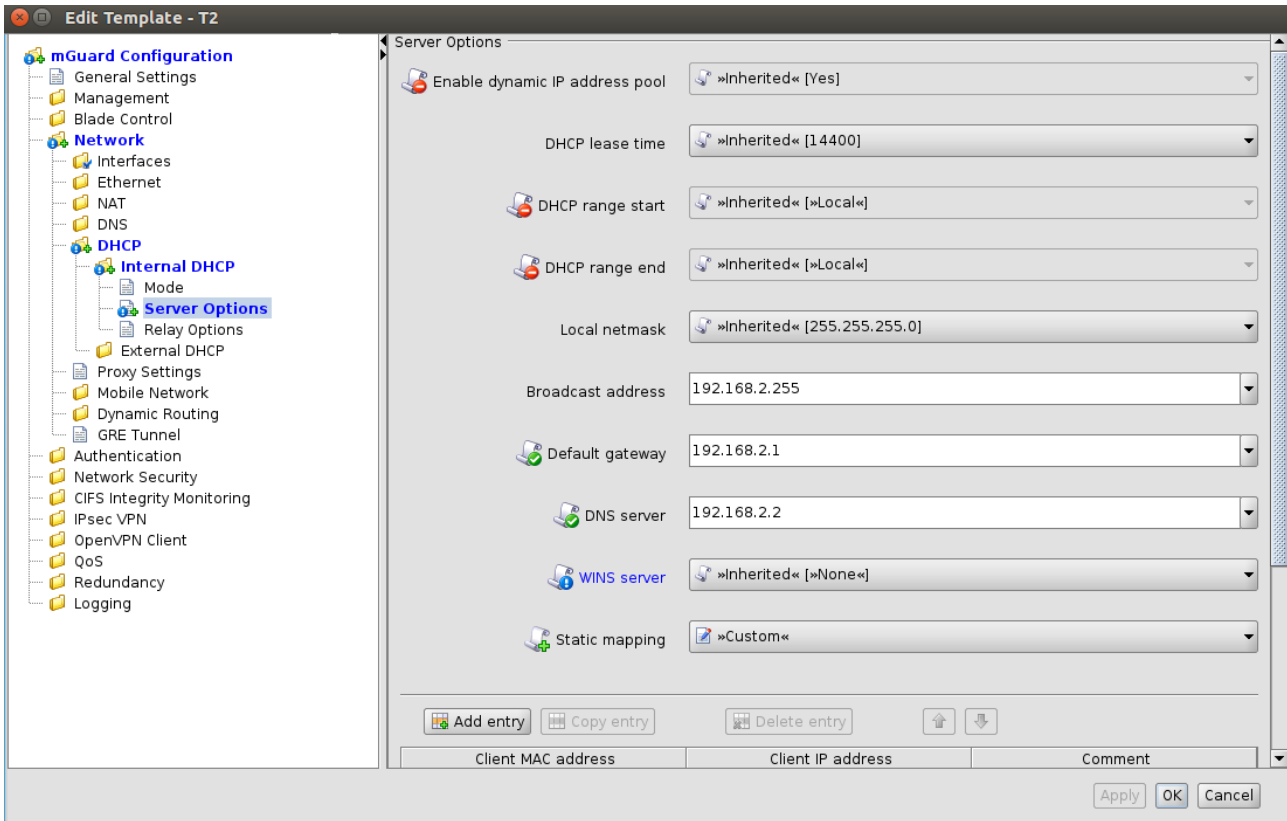 Edit Template - T2
mGuard Configuration
General Settings
Management
Blade Control
Network
Interfaces
Ethernet
NAT
DNS
DHCP
Internal DHCP
Mode
Server Options
Relay Options
External DHCP
Proxy Settings
Mobile Network
Dynamic Routing
GRE Tunnel
Authentication
Network Security
CIFS Integrity Monitoring
IPsec VPN
OpenVPN Client
QoS
Redundancy
Logging
Server Options
Enable dynamic IP address pool »Inherited« [Yes]
DHCP lease time »Inherited« [14400]
DHCP range start »Inherited« [»Local«]
DHCP range end »Inherited« [»Local«]
Local netmask »Inherited« [255.255.255.0]
Broadcast address 192.168.2.255
Default gateway 192.168.2.1
DNS server 192.168.2.2
WINS server »Inherited« [»None«]
Static mapping »Custom«
Add entry Copy entry Delete entry
Client MAC address Client IP address Comment
Apply OK Cancel